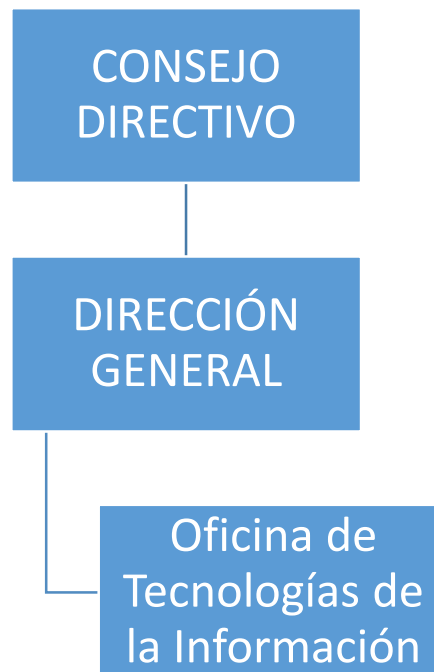 CONSEJO
DIRECTIVO
DIRECCIÓN
GENERAL
Oficina de
Tecnologías de
la Información